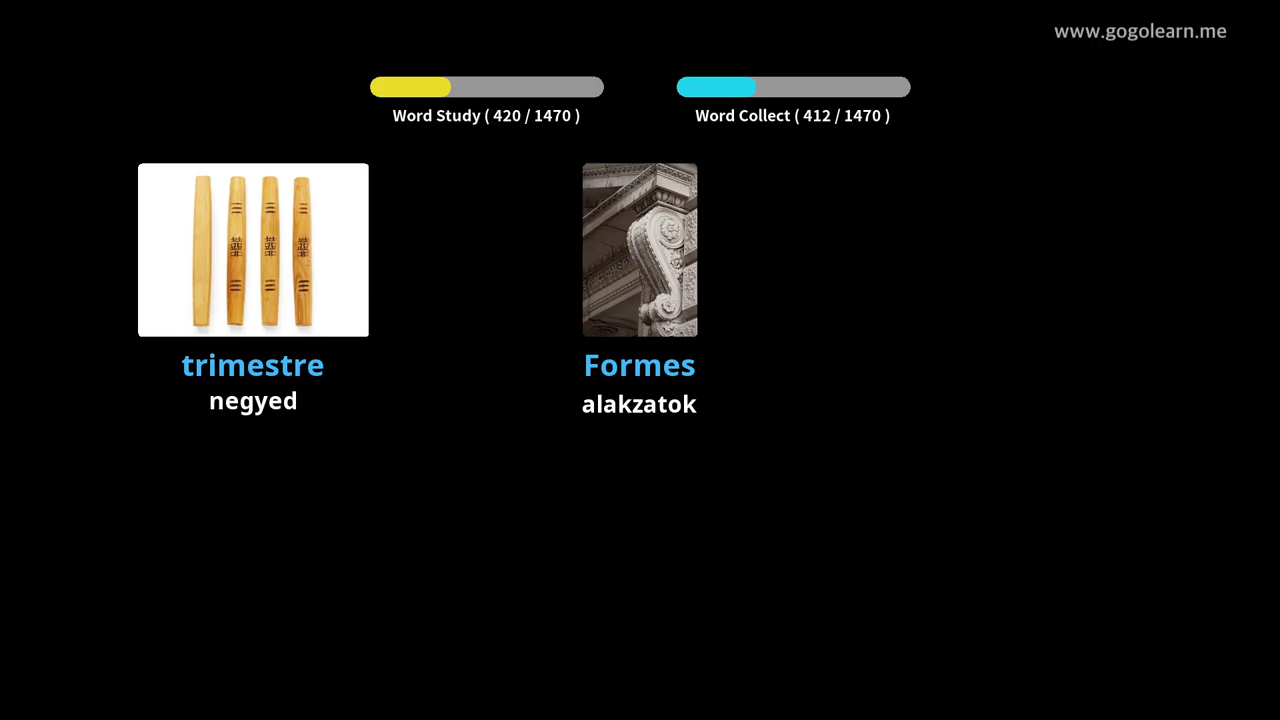 www.gogolearn.me
Word Study ( 420 / 1470 )
Word Collect ( 412 / 1470 )
trimestre
negyed
Formes
alakzatok